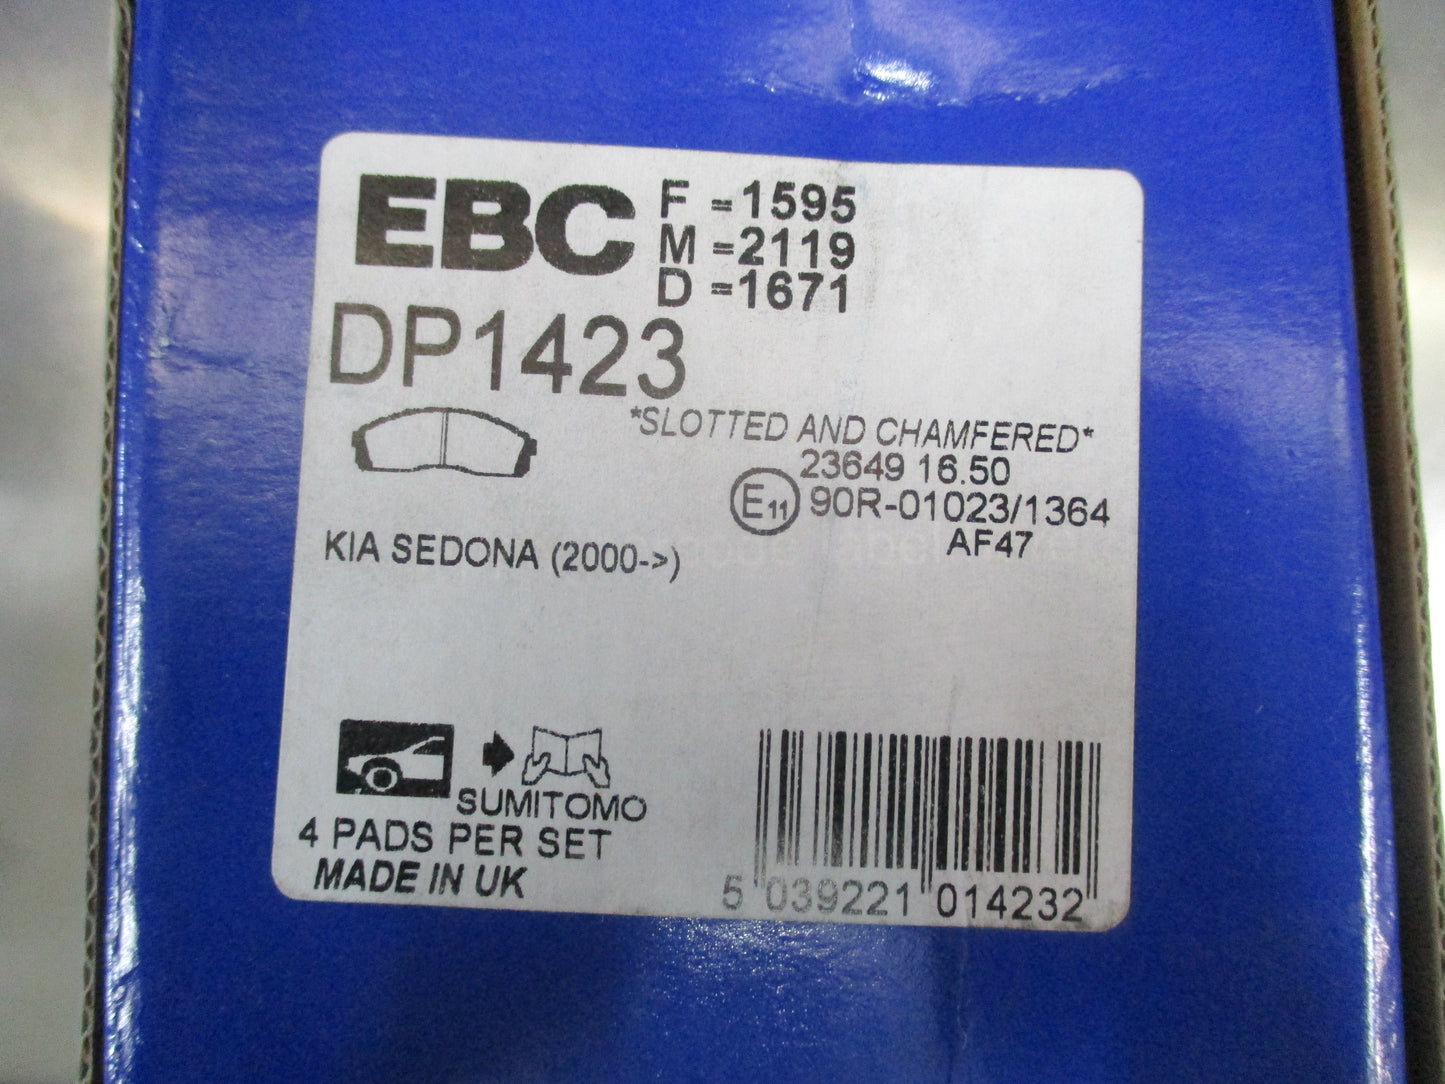 EBC
F =1595
M =2119
D =1671
DP1423
*SLOTTED AND CHAMFERED*
23649 16.50
E11 90R-01023/1364
AF47
KIA SEDONA (2000->)
SUMITOMO
4 PADS PER SET
MADE IN UK
5 039221 014232